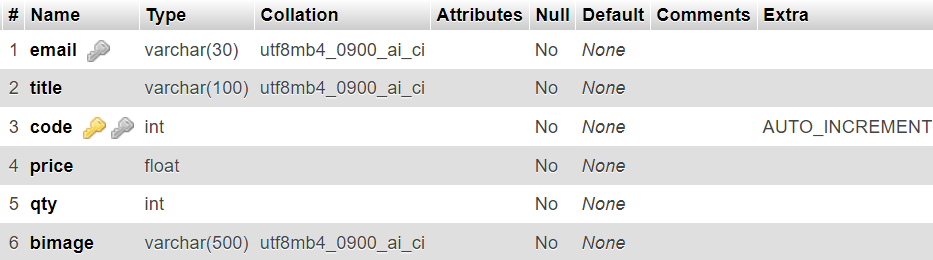 # Name Type Collation Attributes Null Default Comments Extra
1 email varchar(30) utf8mb4_0900_ai_ci No None
2 title varchar(100) utf8mb4_0900_ai_ci No None
3 code int No None AUTO_INCREMENT
4 price float No None
5 qty int No None
6 bimage varchar(500) utf8mb4_0900_ai_ci No None